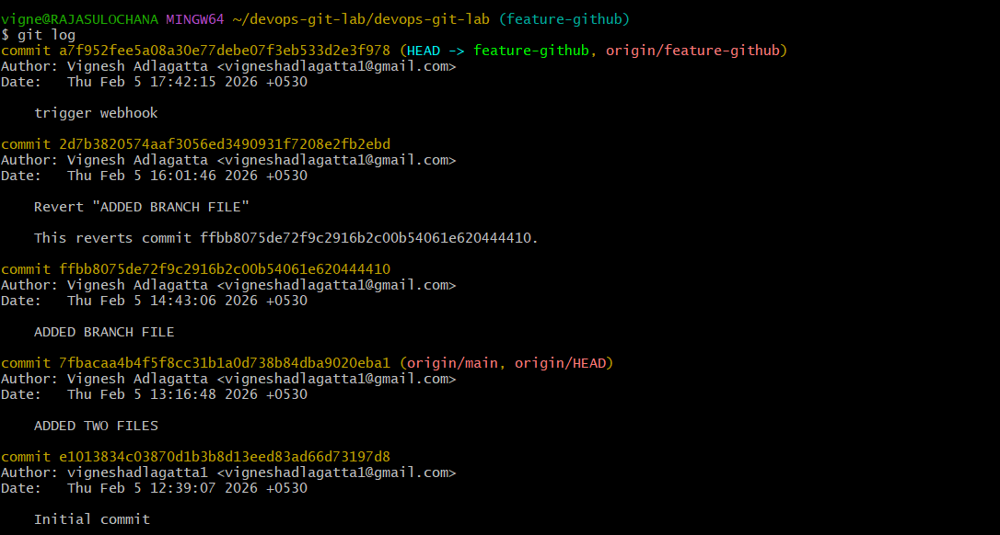 vigne@RAJASULOCHANA MINGW64 ~/devops-git-lab/devops-git-lab (feature-github)
$ git log
commit a7f952fee5a08a30e77debe07f3eb533d2e3f978 (HEAD -> feature-github, origin/feature-github)
Author: Vignesh Adlagatta <vigneshadlagatta1@gmail.com>
Date:   Thu Feb 5 17:42:15 2026 +0530
    trigger webhook
commit 2d7b3820574aaf3056ed3490931f7208e2fb2ebd
Author: Vignesh Adlagatta <vigneshadlagatta1@gmail.com>
Date:   Thu Feb 5 16:01:46 2026 +0530
    Revert "ADDED BRANCH FILE"
    This reverts commit ffbb8075de72f9c2916b2c00b54061e620444410.
commit ffbb8075de72f9c2916b2c00b54061e620444410
Author: Vignesh Adlagatta <vigneshadlagatta1@gmail.com>
Date:   Thu Feb 5 14:43:06 2026 +0530
    ADDED BRANCH FILE
commit 7fbacaa4b4f5f8cc31b1a0d738b84dba9020eba1 (origin/main, origin/HEAD)
Author: Vignesh Adlagatta <vigneshadlagatta1@gmail.com>
Date:   Thu Feb 5 13:16:48 2026 +0530
    ADDED TWO FILES
commit e1013834c03870d1b3b8d13eed83ad66d73197d8
Author: vigneshadlagatta1 <vigneshadlagatta1@gmail.com>
Date:   Thu Feb 5 12:39:07 2026 +0530
    Initial commit